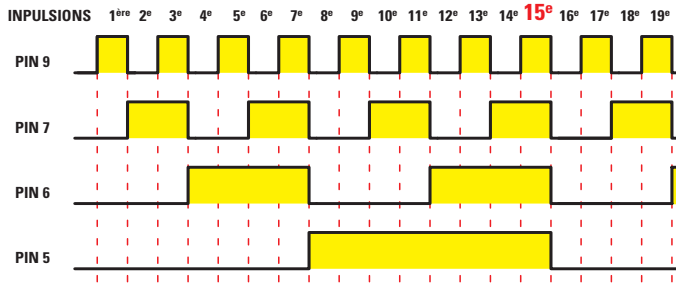 INPULSIONS 1ère 2e 3e 4e 5e 6e 7e 8e 9e 10e 11e 12e 13e 14e 15e 16e 17e 18e 19e
PIN 9
PIN 7
PIN 6
PIN 5